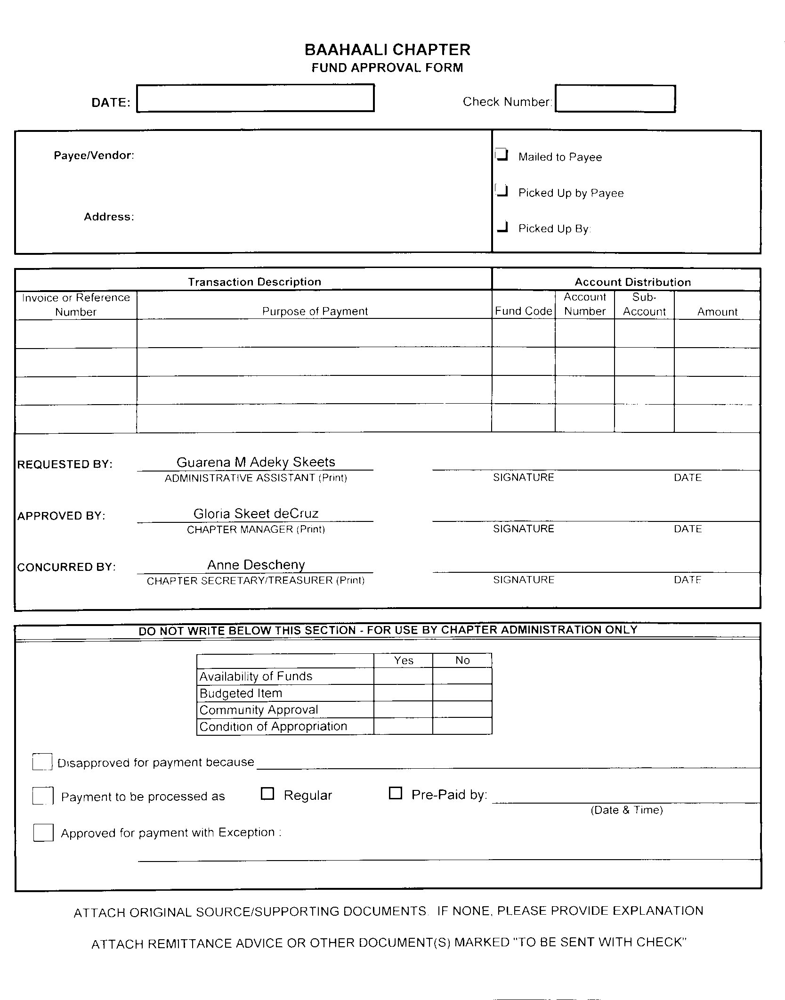 BAAHAALI CHAPTER
FUND APPROVAL FORM
DATE:
Check Number:
Payee/Vendor:
Mailed to Payee
Picked Up by Payee
Address:
Picked Up By:
Transaction Description
Account Distribution
Invoice or Reference Number
Purpose of Payment
Fund Code
Account Number
Sub-Account
Amount
REQUESTED BY:
Guarena M Adeky Skeets
ADMINISTRATIVE ASSISTANT (Print)
SIGNATURE
DATE
APPROVED BY:
Gloria Skeet deCruz
CHAPTER MANAGER (Print)
SIGNATURE
DATE
CONCURRED BY:
Anne Descheny
CHAPTER SECRETARY/TREASURER (Print)
SIGNATURE
DATE
DO NOT WRITE BELOW THIS SECTION - FOR USE BY CHAPTER ADMINISTRATION ONLY
Yes No
Availability of Funds
Budgeted Item
Community Approval
Condition of Appropriation
Disapproved for payment because
Payment to be processed as Regular Pre-Paid by:
(Date & Time)
Approved for payment with Exception :
ATTACH ORIGINAL SOURCE/SUPPORTING DOCUMENTS. IF NONE, PLEASE PROVIDE EXPLANATION
ATTACH REMITTANCE ADVICE OR OTHER DOCUMENT(S) MARKED "TO BE SENT WITH CHECK"